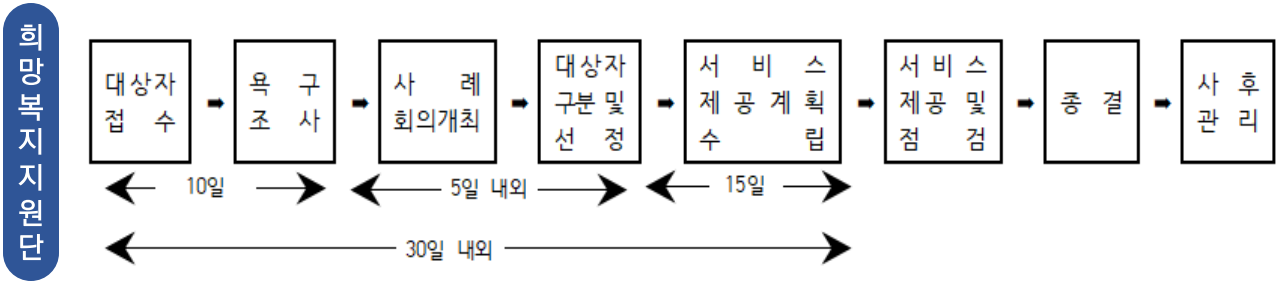 희망복지지원단
대상자
접 수
욕 구
조 사
사 례
회의개최
대상자
구분 및
선 정
서 비 스
제 공 계 획
수 립
서 비 스
제공 및
점 검
종 결
사 후
관 리
10일
5일 내외
15일
30일 내외